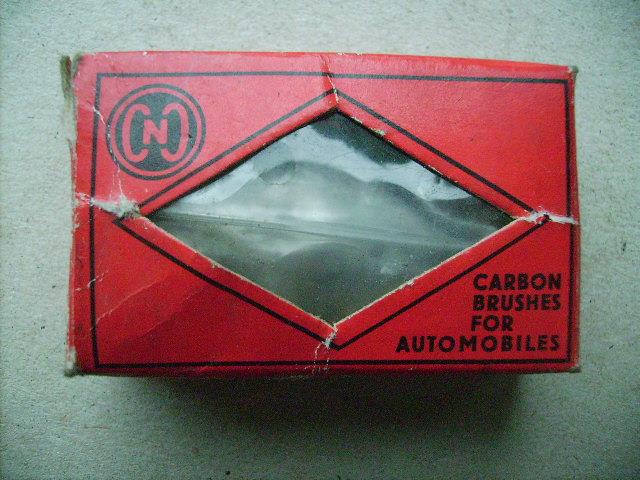 CNC
CARBON
BRUSHES
FOR
AUTOMOBILES